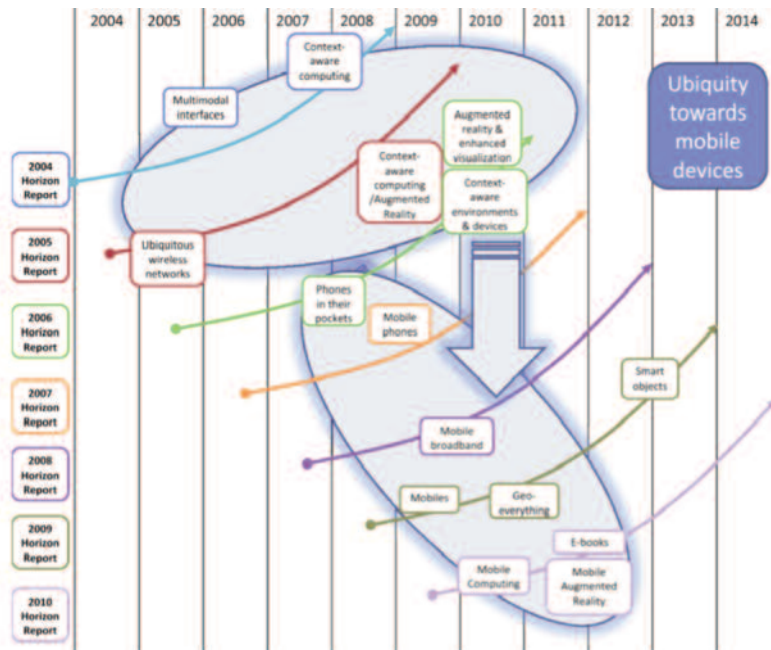 2004 2005 2006 2007 2008 2009 2010 2011 2012 2013 2014
Context-
aware
computing
Multimodal
interfaces
Ubiquity
towards
mobile
devices
Augmented
reality &
enhanced
visualization
2004
Horizon
Report
Context-
aware
computing
/Augmented
Reality
Context-
aware
environments
& devices
2005
Horizon
Report
Ubiquitous
wireless
networks
Phones
in their
pockets
2006
Horizon
Report
Mobile
phones
Smart
objects
2007
Horizon
Report
Mobile
broadband
2008
Horizon
Report
Mobiles
Geo-
everything
2009
Horizon
Report
E-books
Mobile
Computing
Mobile
Augmented
Reality
2010
Horizon
Report